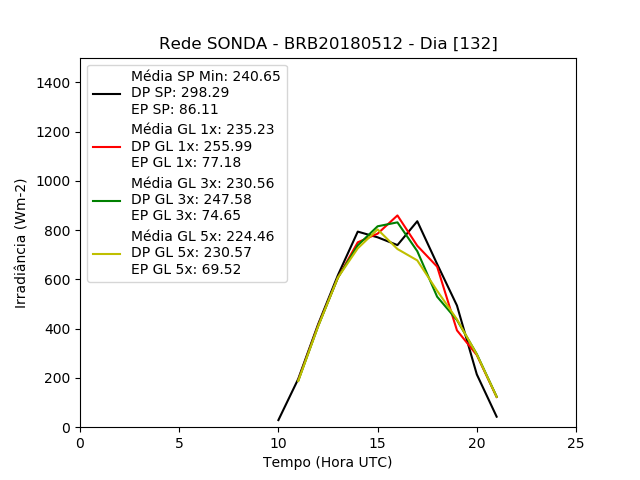 Rede SONDA - BRB20180512 - Dia [132]
Média SP Min: 240.65
DP SP: 298.29
EP SP: 86.11
Média GL 1x: 235.23
DP GL 1x: 255.99
EP GL 1x: 77.18
Média GL 3x: 230.56
DP GL 3x: 247.58
EP GL 3x: 74.65
Média GL 5x: 224.46
DP GL 5x: 230.57
EP GL 5x: 69.52
Irradiância (Wm-2)
1400
1200
1000
800
600
400
200
0
0 5 10 15 20 25
Tempo (Hora UTC)